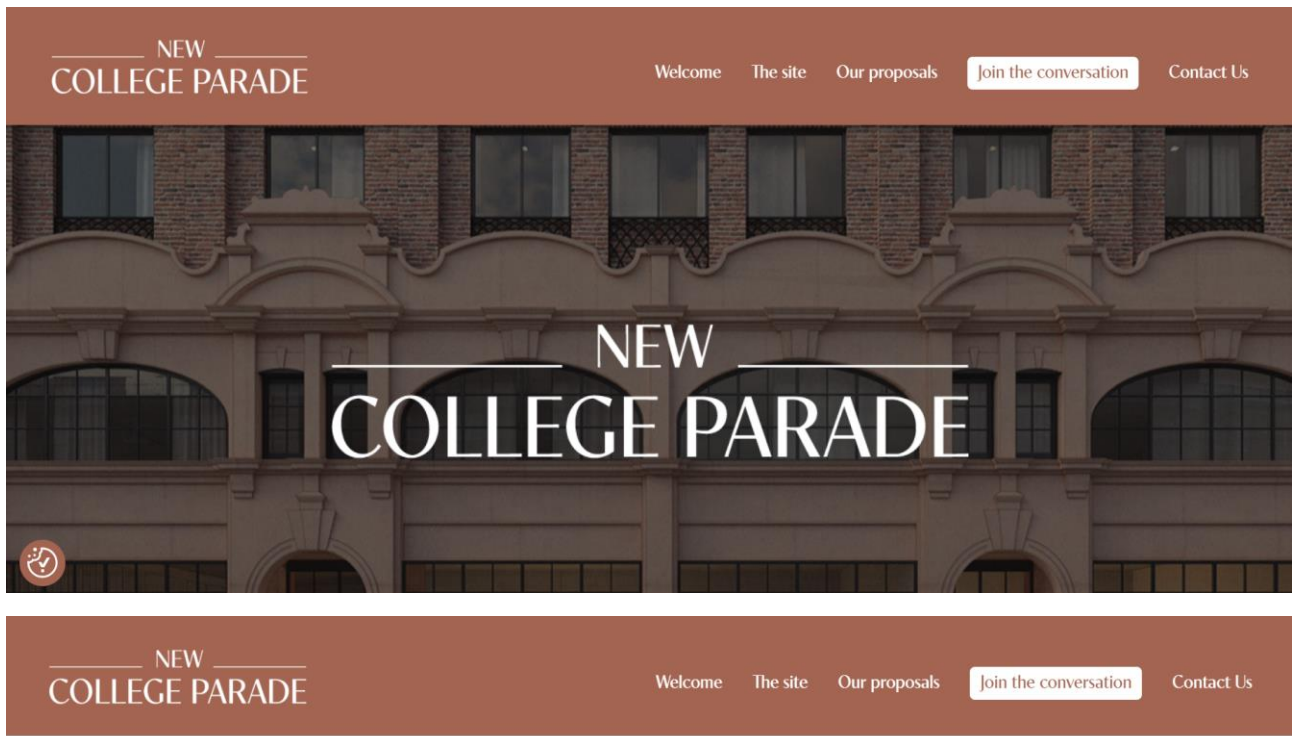 NEW
COLLEGE PARADE
Welcome The site Our proposals Join the conversation Contact Us
NEW
COLLEGE PARADE
NEW
COLLEGE PARADE
Welcome The site Our proposals Join the conversation Contact Us